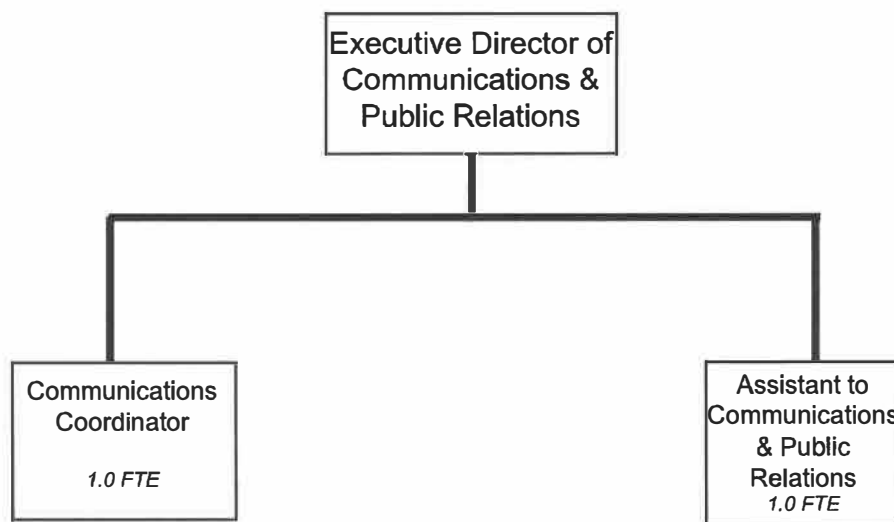 Executive Director of
Communications &
Public Relations
Communications
Coordinator
1.0 FTE
Assistant to
Communications
& Public
Relations
1.0 FTE